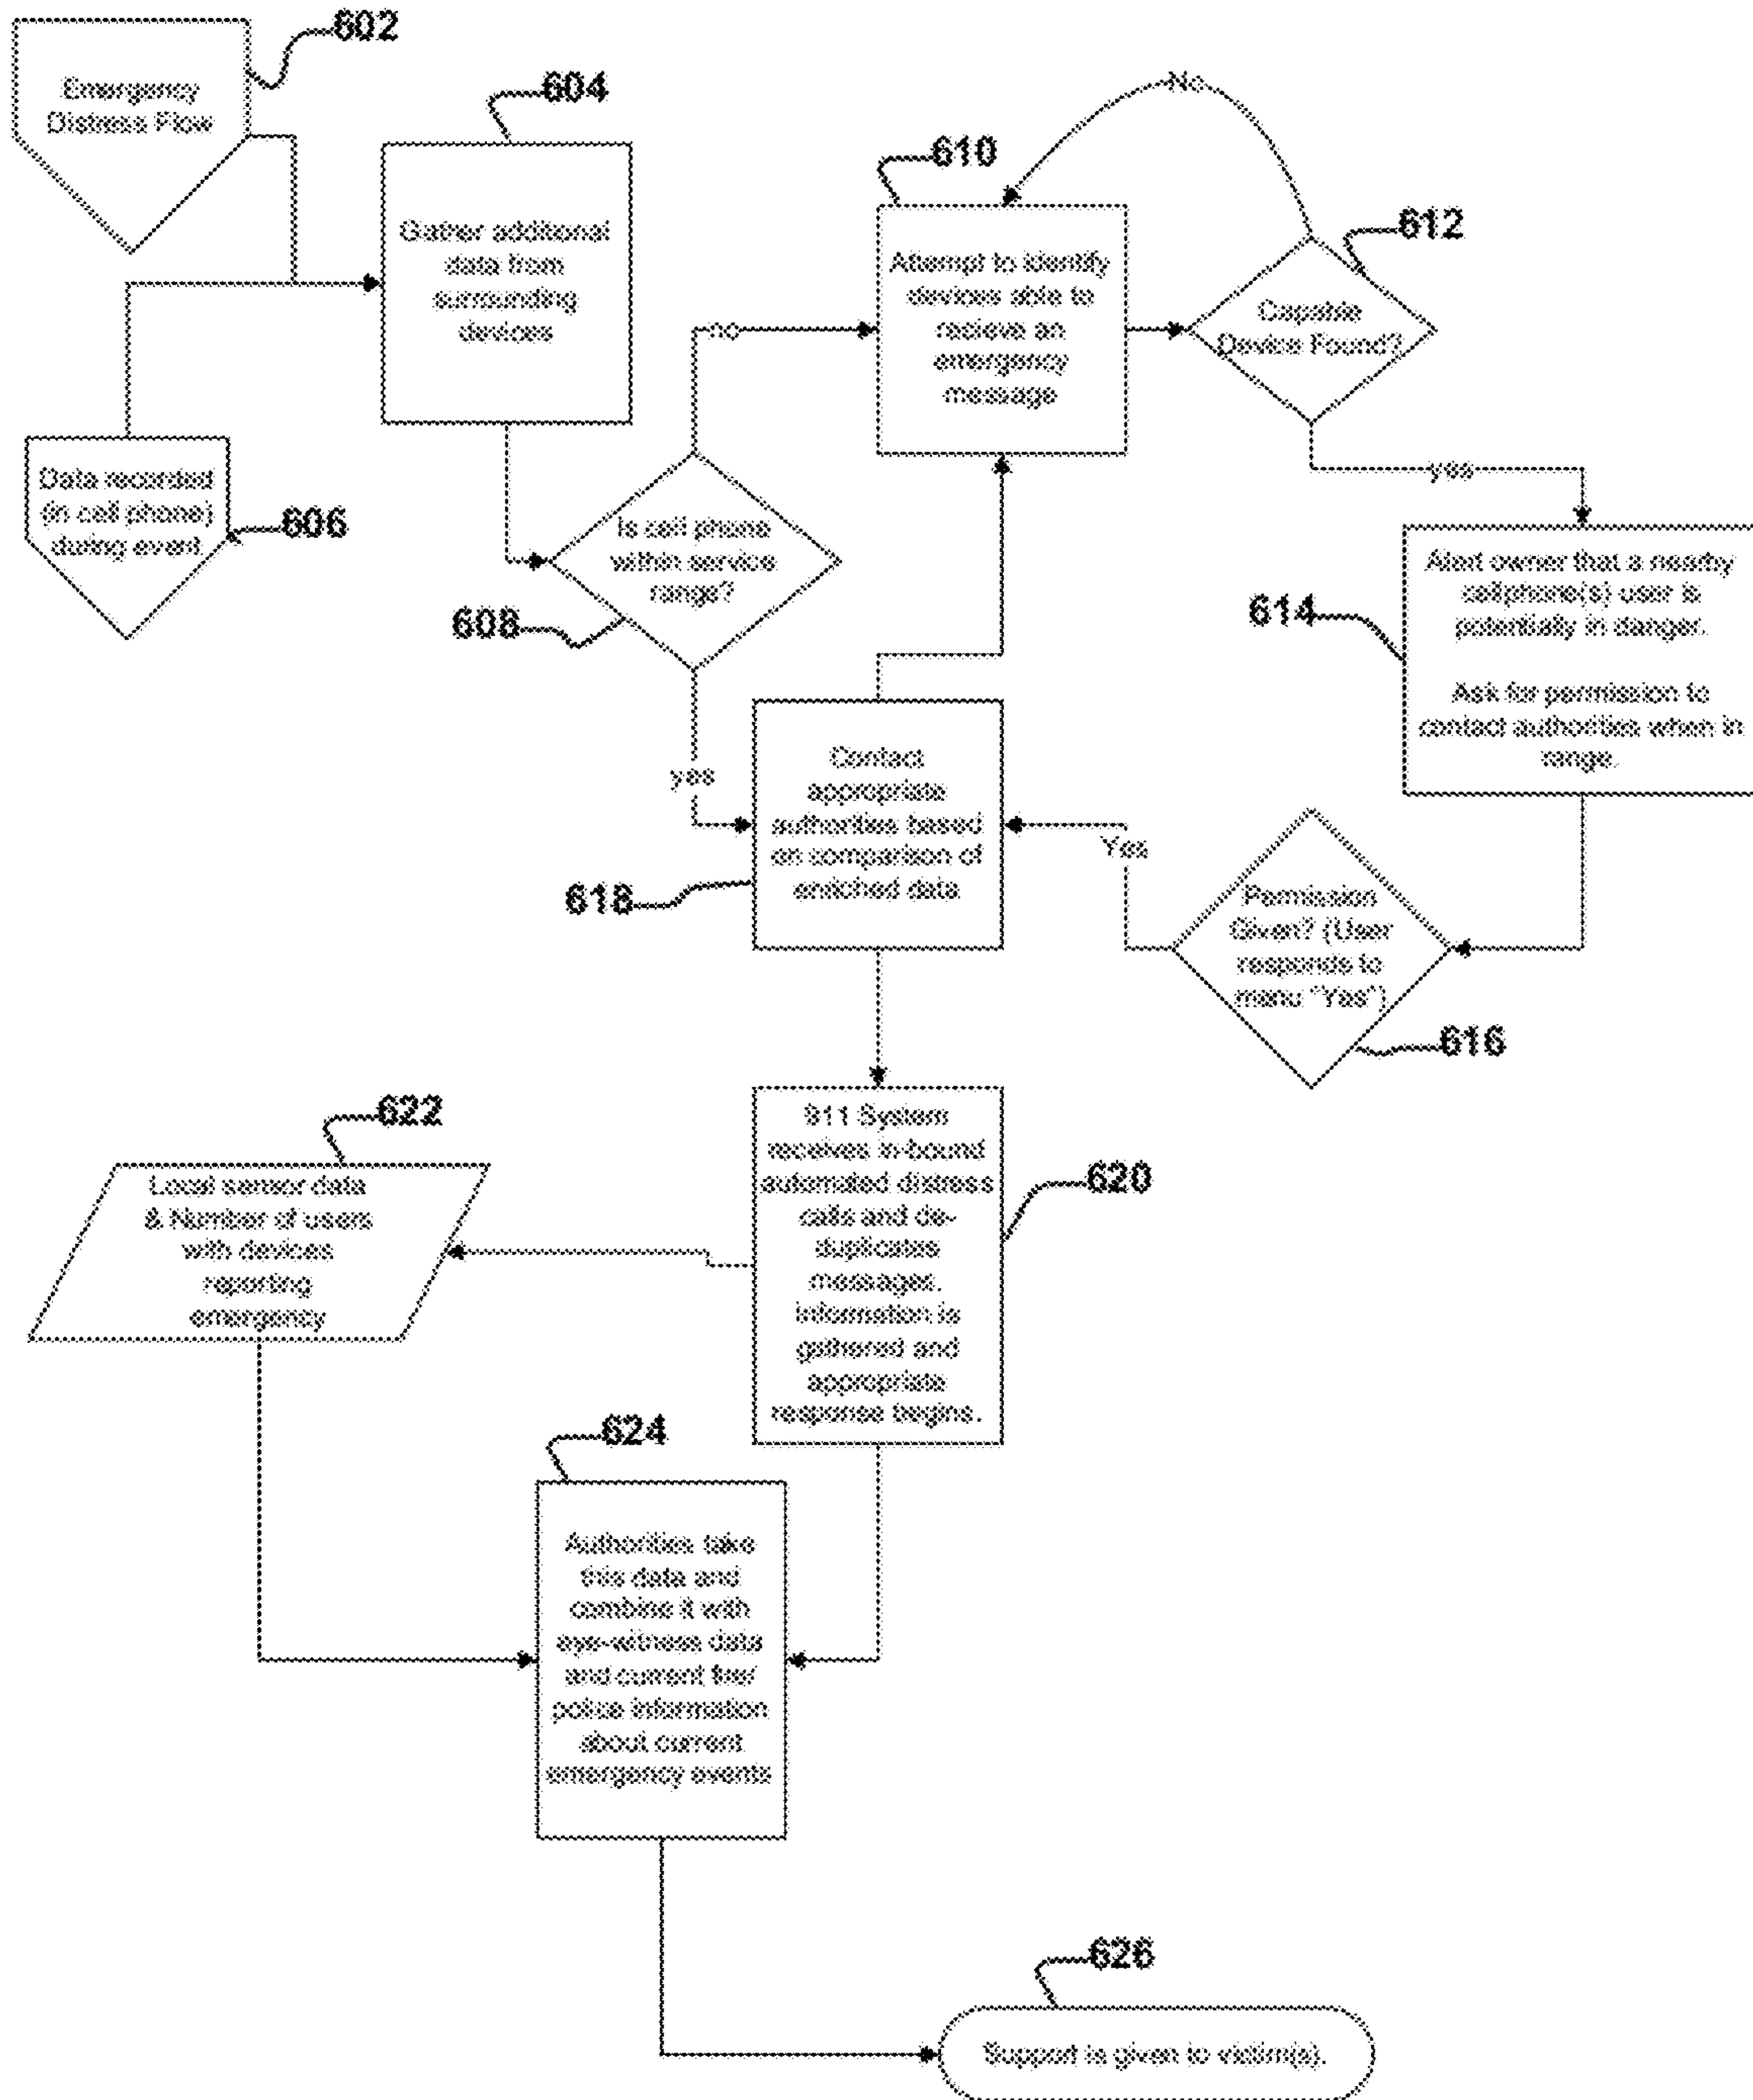 602
Emergency
Distress Flow
604
Gather additional
data from
surrounding
devices
606
Data recorded
(in cell phone)
during event
608
Is cell phone
within service
range?
no
yes
610
Attempt to identify
devices able to
recieve an
emergency
message
612
Capable
Device Found?
No
yes
614
Alert owner that a nearby
cellphone(s) user is
potentially in danger.
Ask for permission to
contact authorities when in
range.
616
Permission
Given? (User
responds to
menu "Yes")
Yes
618
Contact
appropriate
authorities based
on comparison of
enriched data
620
911 System
receives in-bound
automated distress
calls and de-
duplicates
messages.
Information is
gathered and
appropriate
response begins.
622
Local sensor data
& Number of users
with devices
reporting
emergency
624
Authorities take
this data and
combine it with
eye-witness data
and current fire/
police information
about current
emergency events
626
Support is given to victim(s).